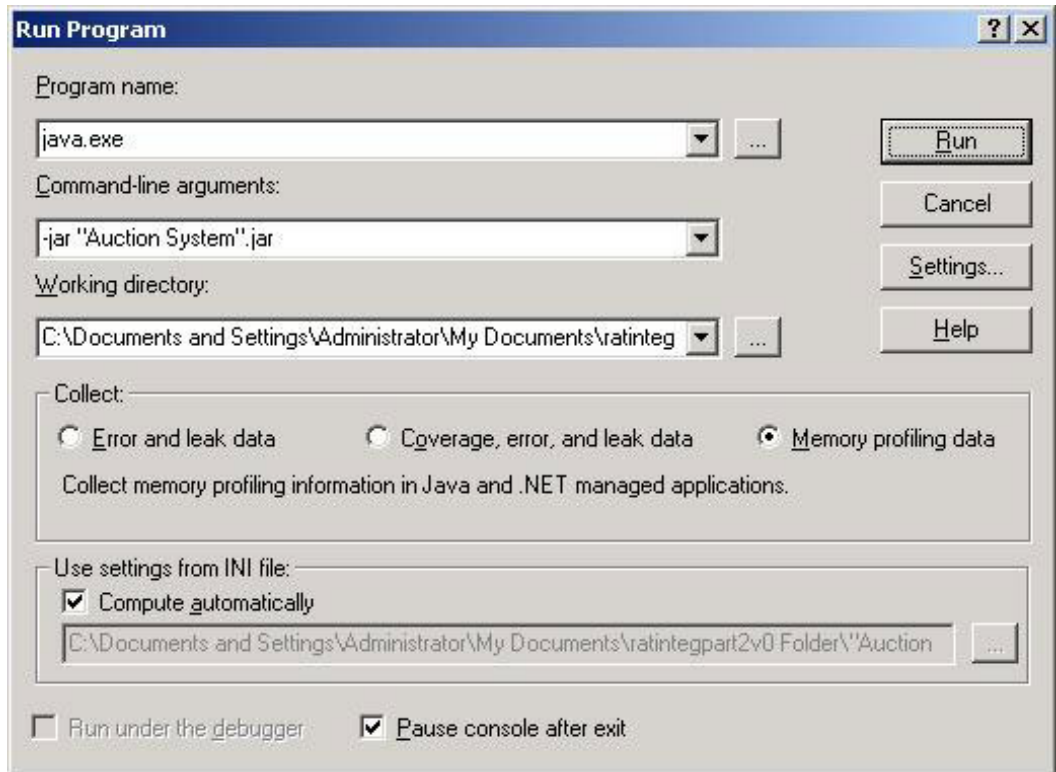 Run Program
Program name:
java.exe
...
Run
Command-line arguments:
Cancel
-jar "Auction System".jar
Settings...
Working directory:
C:\Documents and Settings\Administrator\My Documents\ratinteg
...
Help
Collect:
Error and leak data
Coverage, error, and leak data
Memory profiling data
Collect memory profiling information in Java and .NET managed applications.
Use settings from INI file:
Compute automatically
C:\Documents and Settings\Administrator\My Documents\ratintegpart2v0 Folder\"Auction
...
Run under the debugger
Pause console after exit